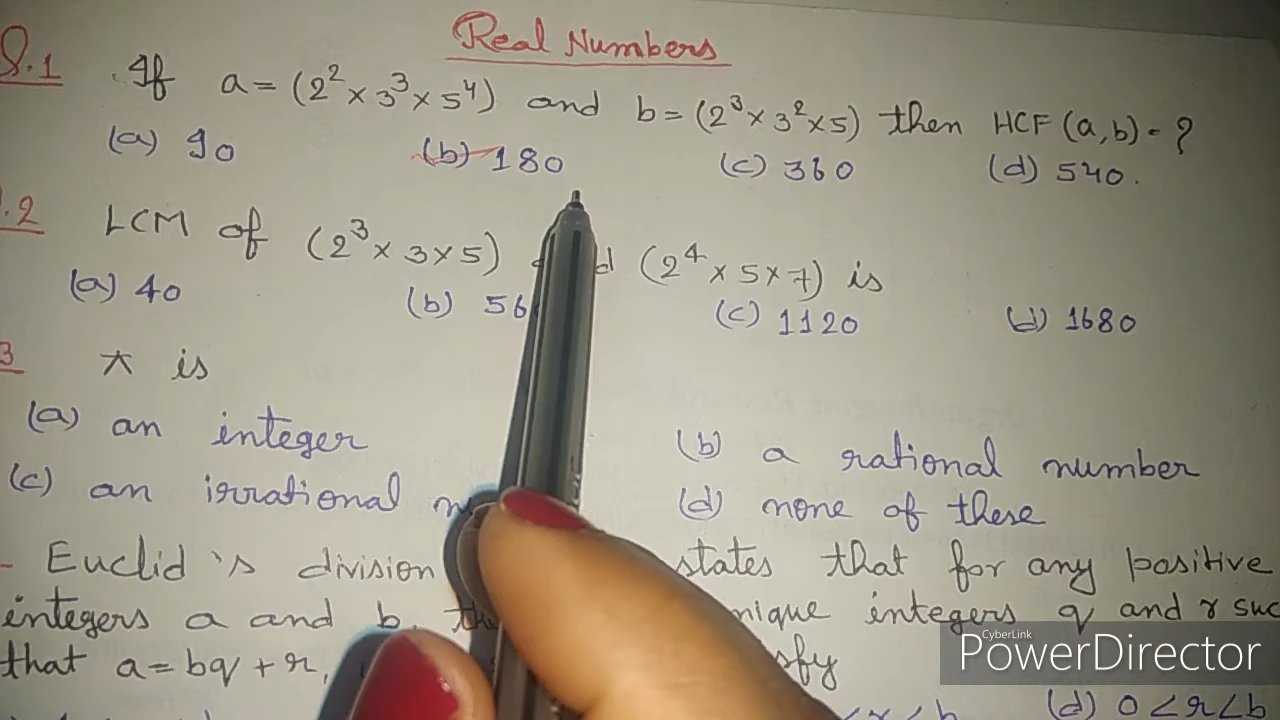 Real Numbers
Q.1 If a = (2² × 3³ × 5⁴) and b = (2³ × 3² × 5) then HCF (a, b) = ?
(a) 90 (b) 180 (c) 360 (d) 540.
.2 LCM of (2³ × 3 × 5) (2⁴ × 5 × 7) is
(a) 40 (b) 56 (c) 1120 (d) 1680
3 π is
(a) an integer (b) a rational number
(c) an irrational (d) none of these
Euclid's division states that for any positive
integers a and b, integers q and r suc
that a = bq + r,
(d) 0 < r < b
CyberLink
PowerDirector